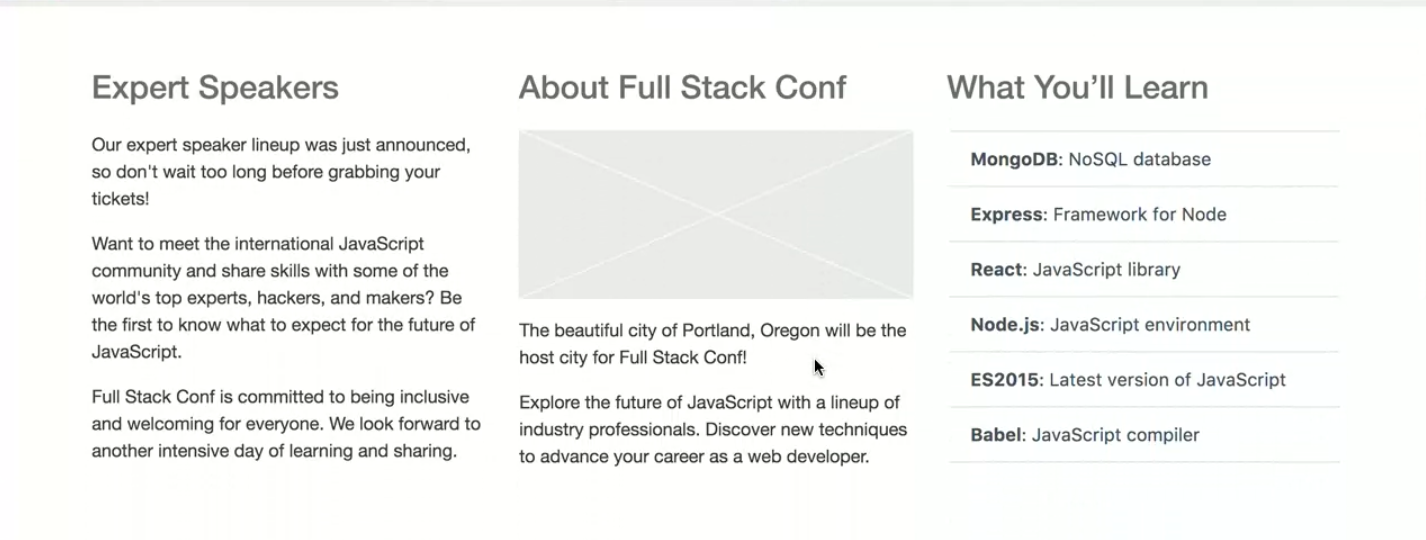 Expert Speakers
Our expert speaker lineup was just announced,
so don't wait too long before grabbing your
tickets!
Want to meet the international JavaScript
community and share skills with some of the
world's top experts, hackers, and makers? Be
the first to know what to expect for the future of
JavaScript.
Full Stack Conf is committed to being inclusive
and welcoming for everyone. We look forward to
another intensive day of learning and sharing.
About Full Stack Conf
The beautiful city of Portland, Oregon will be the
host city for Full Stack Conf!
Explore the future of JavaScript with a lineup of
industry professionals. Discover new techniques
to advance your career as a web developer.
What You’ll Learn
MongoDB: NoSQL database
Express: Framework for Node
React: JavaScript library
Node.js: JavaScript environment
ES2015: Latest version of JavaScript
Babel: JavaScript compiler